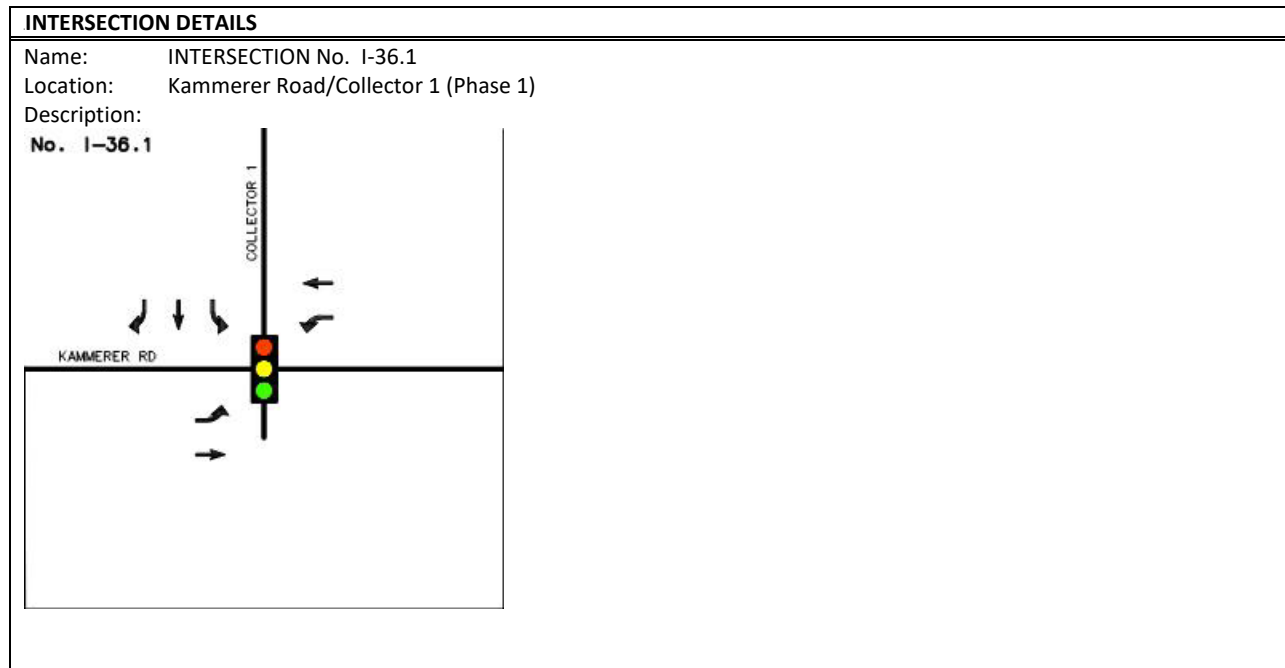 INTERSECTION DETAILS
Name: INTERSECTION No. I-36.1
Location: Kammerer Road/Collector 1 (Phase 1)
Description:
No. I-36.1
COLLECTOR 1
KAMMERER RD